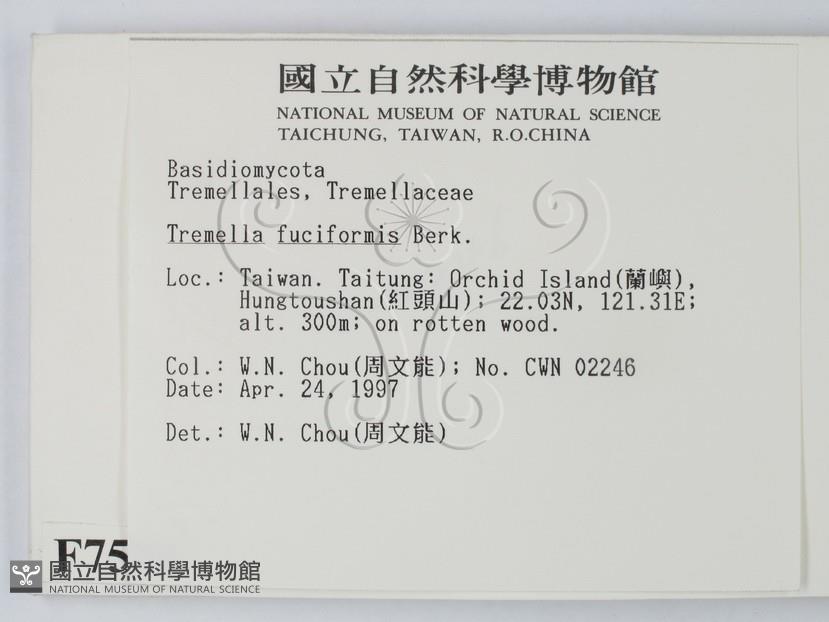 國立自然科學博物館
NATIONAL MUSEUM OF NATURAL SCIENCE
TAICHUNG, TAIWAN, R.O.CHINA
Basidiomycota
Tremellales, Tremellaceae
Tremella fuciformis Berk.
Loc.: Taiwan. Taitung: Orchid Island(蘭嶼),
Hungtoushan(紅頭山); 22.03N, 121.31E;
alt. 300m; on rotten wood.
Col.: W.N. Chou(周文能); No. CWN 02246
Date: Apr. 24, 1997
Det.: W.N. Chou(周文能)
F75
國立自然科學博物館
NATIONAL MUSEUM OF NATURAL SCIENCE